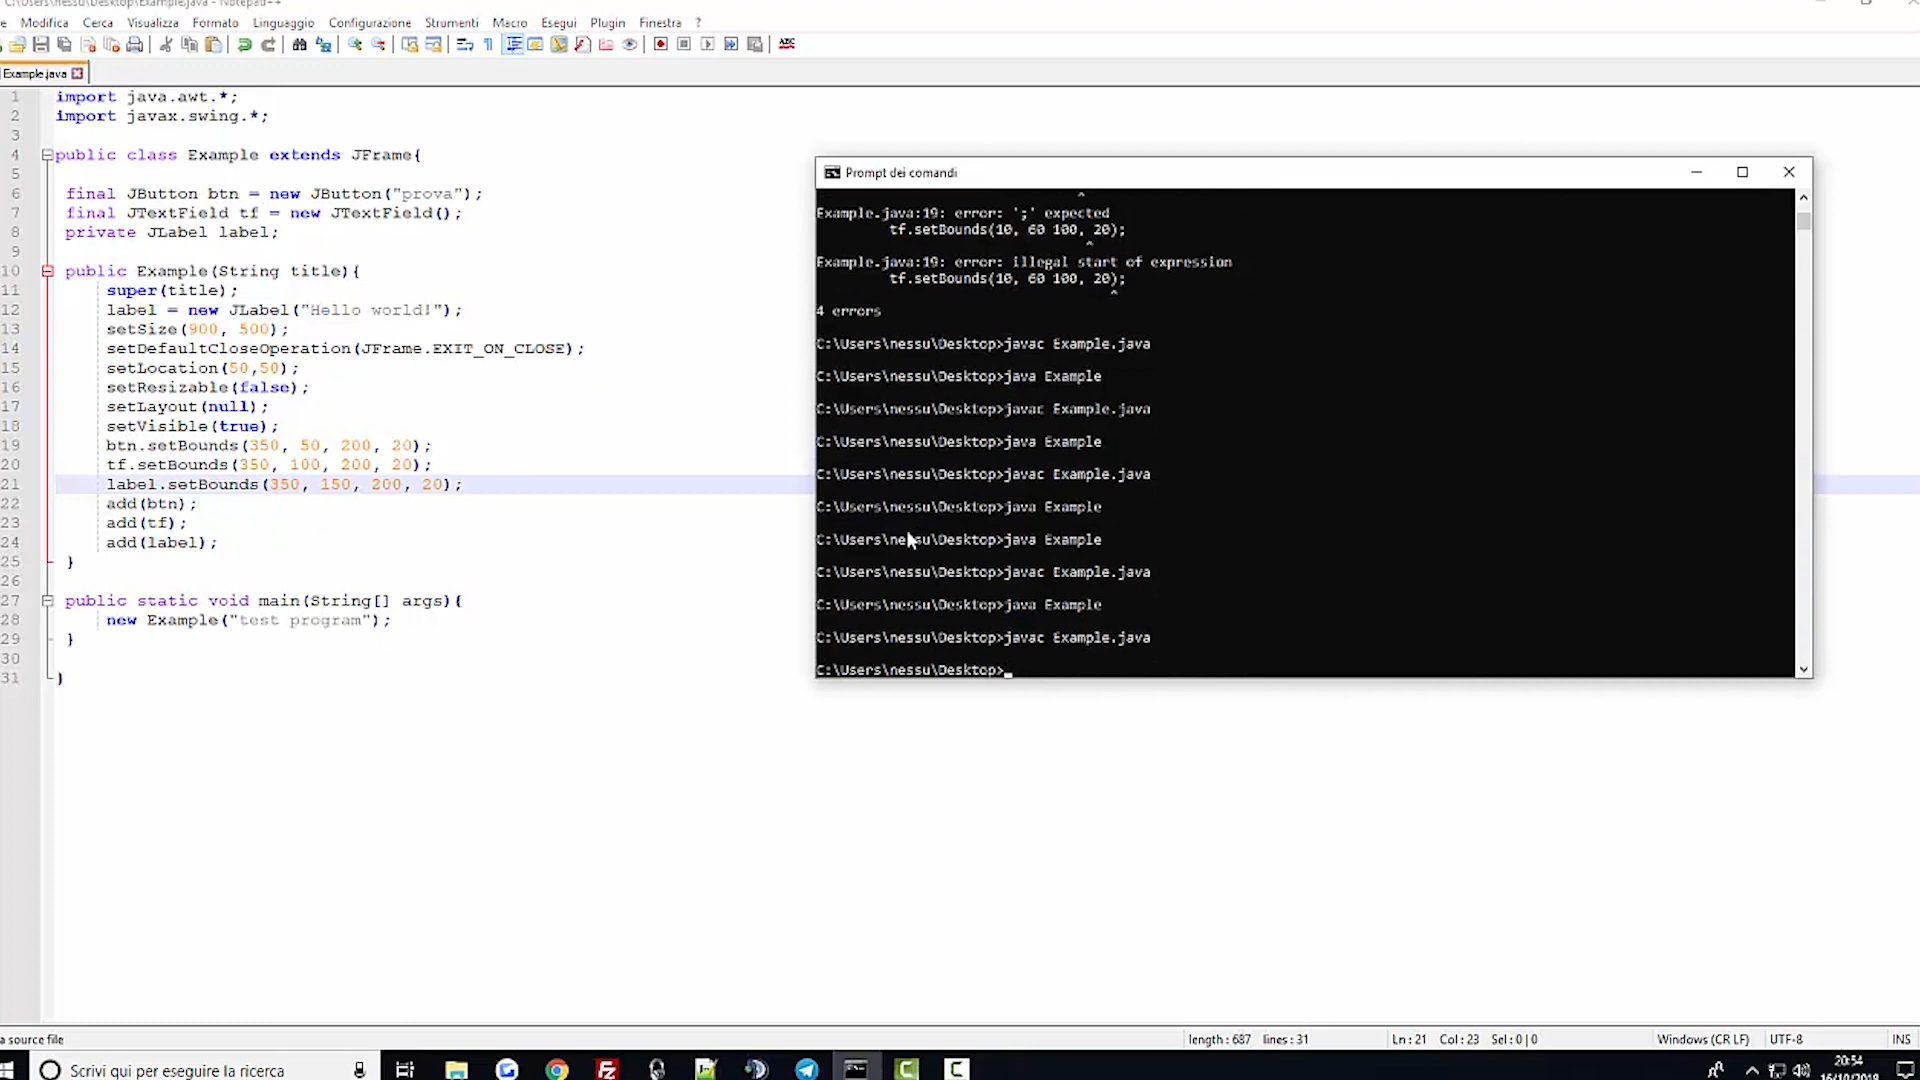 C:\Users\nessu\Desktop\Example.java - Notepad++
Modifica Cerca Visualizza Formato Linguaggio Configurazione Strumenti Macro Esegui Plugin Finestra ?
Example.java
1 import java.awt.*;
2 import javax.swing.*;
3
4 public class Example extends JFrame{
5
6 final JButton btn = new JButton("prova");
7 final JTextField tf = new JTextField();
8 private JLabel label;
9
10 public Example(String title){
11 super(title);
12 label = new JLabel("Hello world!");
13 setSize(900, 500);
14 setDefaultCloseOperation(JFrame.EXIT_ON_CLOSE);
15 setLocation(50,50);
16 setResizable(false);
17 setLayout(null);
18 setVisible(true);
19 btn.setBounds(350, 50, 200, 20);
20 tf.setBounds(350, 100, 200, 20);
21 label.setBounds(350, 150, 200, 20);
22 add(btn);
23 add(tf);
24 add(label);
25 }
26
27 public static void main(String[] args){
28 new Example("test program");
29 }
30
31 }
Prompt dei comandi
^
Example.java:19: error: ';' expected
tf.setBounds(10, 60 100, 20);
^
Example.java:19: error: illegal start of expression
tf.setBounds(10, 60 100, 20);
^
4 errors
C:\Users\nessu\Desktop>javac Example.java
C:\Users\nessu\Desktop>java Example
C:\Users\nessu\Desktop>javac Example.java
C:\Users\nessu\Desktop>java Example
C:\Users\nessu\Desktop>javac Example.java
C:\Users\nessu\Desktop>java Example
C:\Users\nessu\Desktop>java Example
C:\Users\nessu\Desktop>javac Example.java
C:\Users\nessu\Desktop>java Example
C:\Users\nessu\Desktop>javac Example.java
C:\Users\nessu\Desktop>
a source file length : 687 lines : 31 Ln : 21 Col : 23 Sel : 0 | 0 Windows (CR LF) UTF-8 INS
Scrivi qui per eseguire la ricerca
20:54
16/10/2019